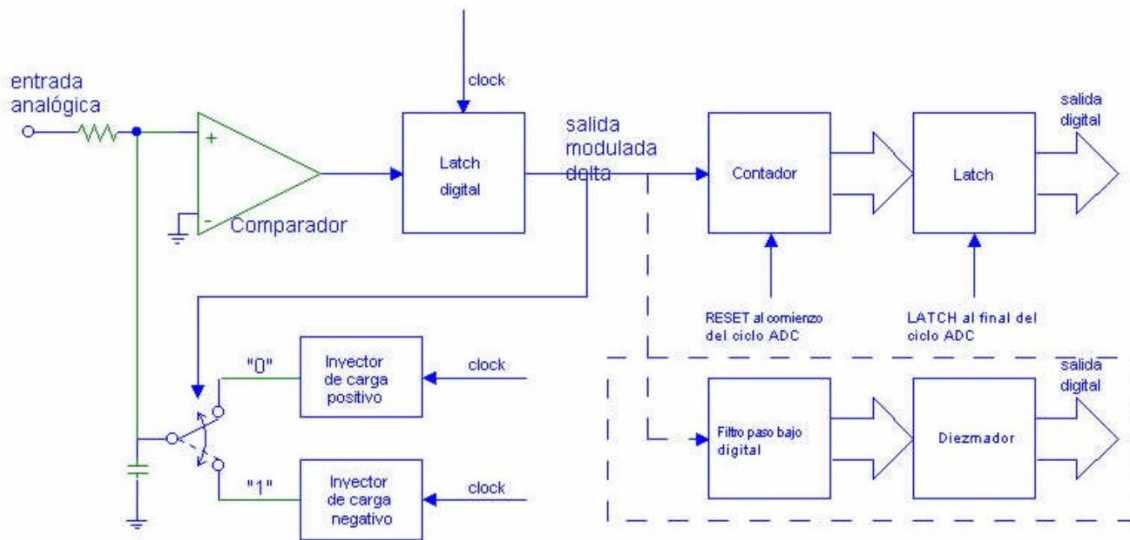 clock
entrada
analógica
+
-
Comparador
Latch
digital
salida
modulada
delta
Contador
Latch
salida
digital
RESET al comienzo
del ciclo ADC
LATCH al final del
ciclo ADC
"0"
Inyector
de carga
positivo
clock
"1"
Inyector
de carga
negativo
clock
Filtro paso bajo
digital
Diezmador
salida
digital